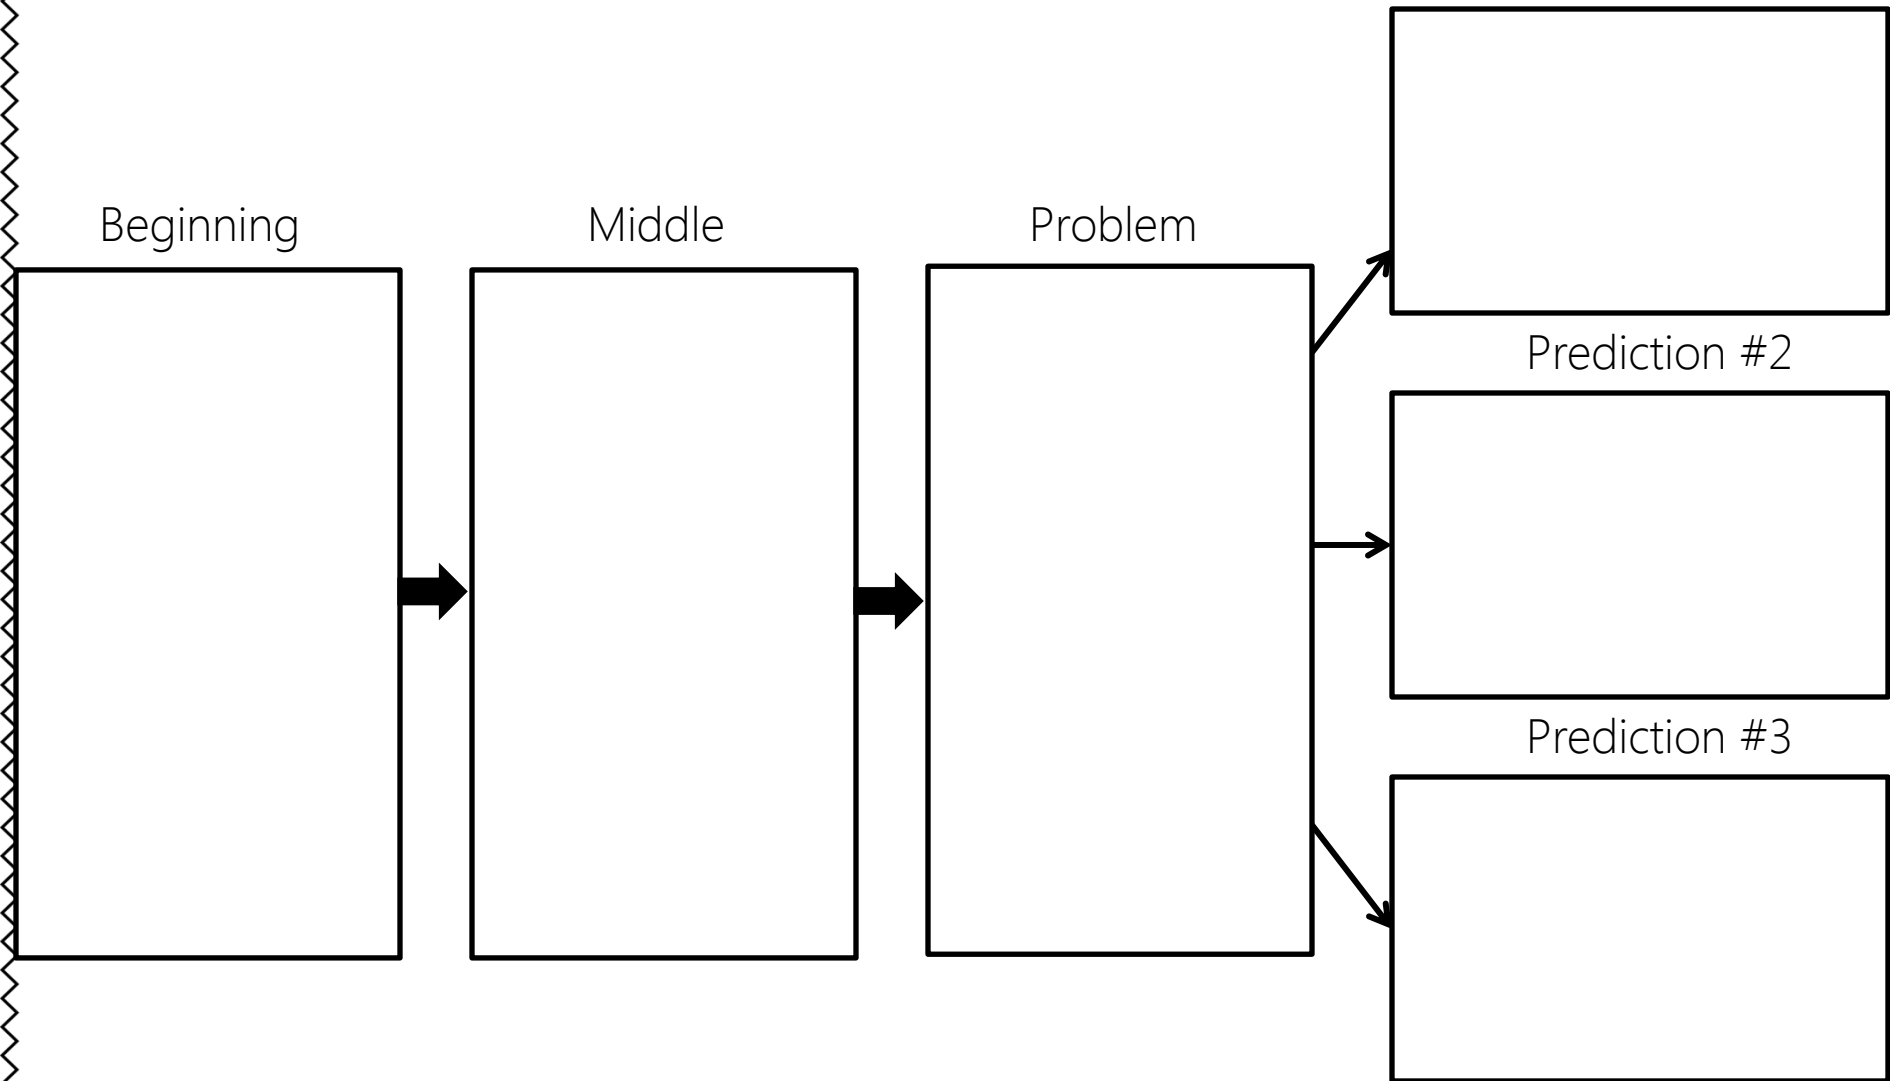 Beginning
Middle
Problem
Prediction #2
Prediction #3